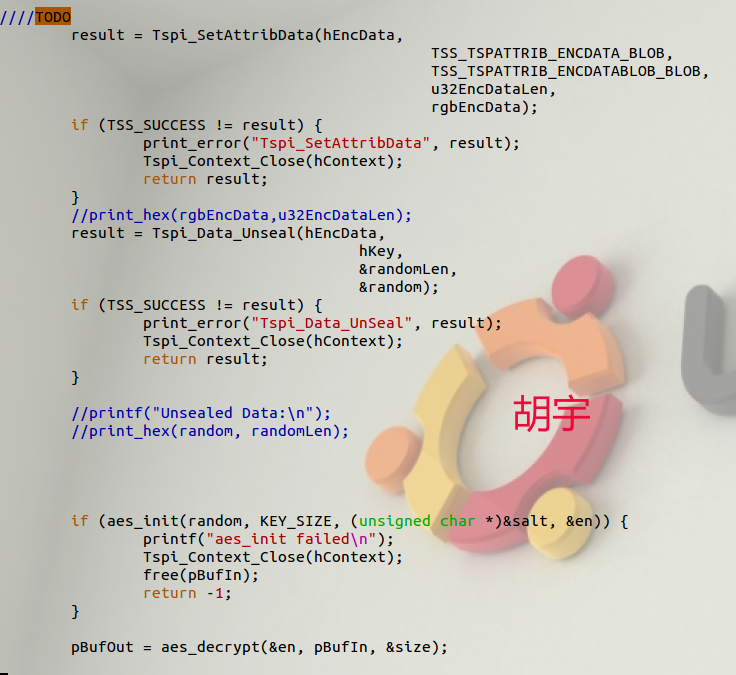 ////TODO
result = Tspi_SetAttribData(hEncData,
TSS_TSPATTRIB_ENCDATA_BLOB,
TSS_TSPATTRIB_ENCDATABLOB_BLOB,
u32EncDataLen,
rgbEncData);
if (TSS_SUCCESS != result) {
print_error("Tspi_SetAttribData", result);
Tspi_Context_Close(hContext);
return result;
}
//print_hex(rgbEncData,u32EncDataLen);
result = Tspi_Data_Unseal(hEncData,
hKey,
&randomLen,
&random);
if (TSS_SUCCESS != result) {
print_error("Tspi_Data_UnSeal", result);
Tspi_Context_Close(hContext);
return result;
}
//printf("Unsealed Data:\n");
胡宇
//print_hex(random, randomLen);
if (aes_init(random, KEY_SIZE, (unsigned char *)&salt, &en)) {
printf("aes_init failed\n");
Tspi_Context_Close(hContext);
free(pBufIn);
return -1;
}
pBufOut = aes_decrypt(&en, pBufIn, &size);